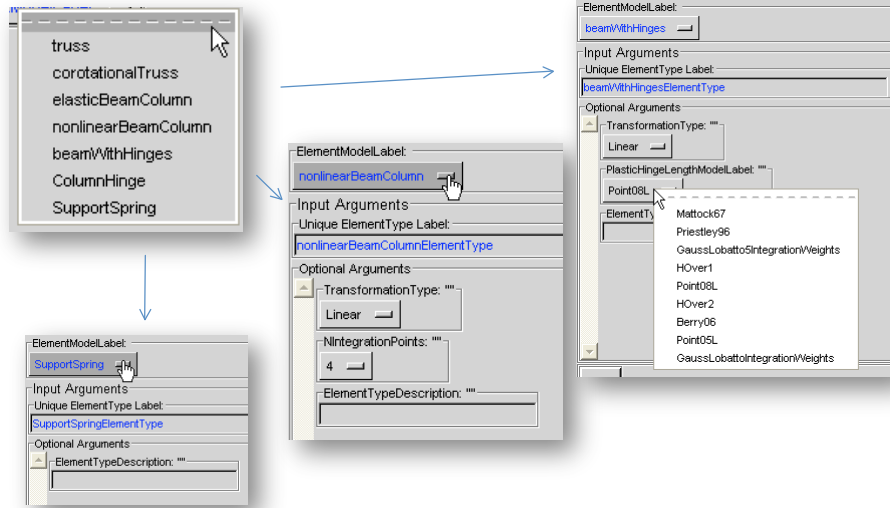 truss
corotationalTruss
elasticBeamColumn
nonlinearBeamColumn
beamWithHinges
ColumnHinge
SupportSpring
ElementModelLabel:
SupportSpring
Input Arguments
Unique ElementType Label:
SupportSpringElementType
Optional Arguments
ElementTypeDescription: ""
ElementModelLabel:
nonlinearBeamColumn
Input Arguments
Unique ElementType Label:
nonlinearBeamColumnElementType
Optional Arguments
TransformationType: ""
Linear
NIntegrationPoints: ""
4
ElementTypeDescription: ""
ElementModelLabel:
beamWithHinges
Input Arguments
Unique ElementType Label:
beamWithHingesElementType
Optional Arguments
TransformationType: ""
Linear
PlasticHingeLengthModelLabel: ""
Point08L
ElementTy
Mattock67
Priestley96
GaussLobatto5IntegrationWeights
HOver1
Point08L
HOver2
Berry06
Point05L
GaussLobattoIntegrationWeights